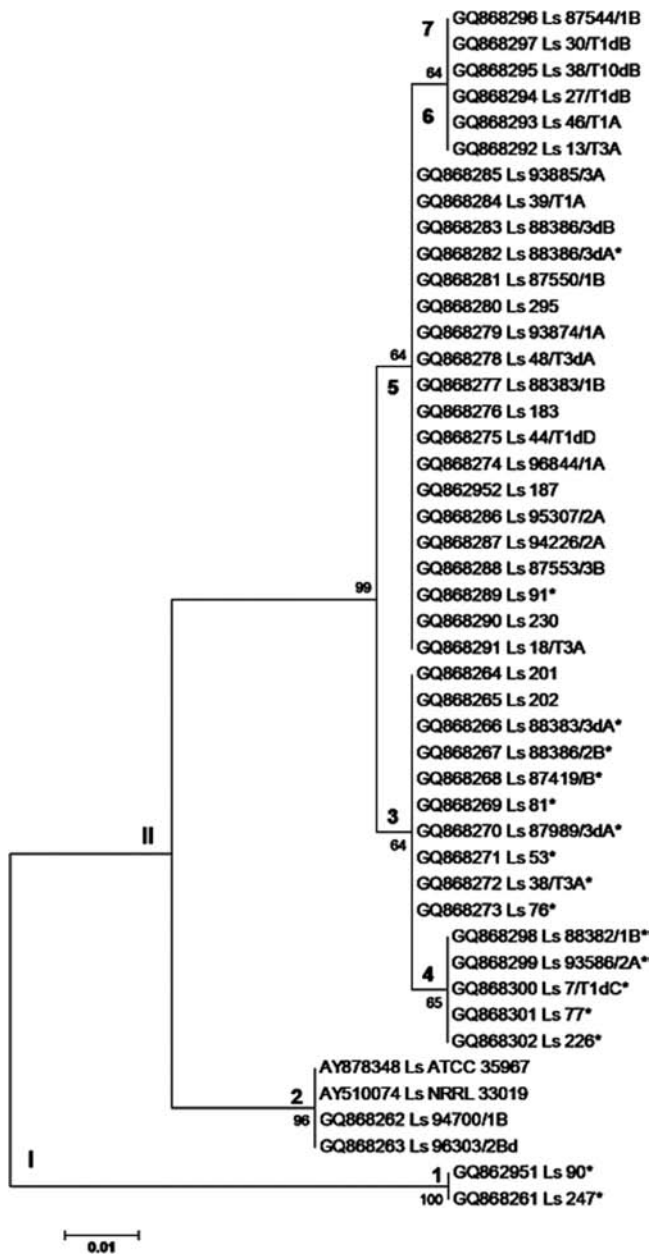 7
GQ868296 Ls 87544/1B
GQ868297 Ls 30/T1dB
64
GQ868295 Ls 38/T10dB
GQ868294 Ls 27/T1dB
6
GQ868293 Ls 46/T1A
GQ868292 Ls 13/T3A
GQ868285 Ls 93885/3A
GQ868284 Ls 39/T1A
GQ868283 Ls 88386/3dB
GQ868282 Ls 88386/3dA*
GQ868281 Ls 87550/1B
GQ868280 Ls 295
GQ868279 Ls 93874/1A
64
GQ868278 Ls 48/T3dA
5
GQ868277 Ls 88383/1B
GQ868276 Ls 183
GQ868275 Ls 44/T1dD
GQ868274 Ls 96844/1A
GQ862952 Ls 187
GQ868286 Ls 95307/2A
GQ868287 Ls 94226/2A
GQ868288 Ls 87553/3B
99
GQ868289 Ls 91*
GQ868290 Ls 230
GQ868291 Ls 18/T3A
GQ868264 Ls 201
GQ868265 Ls 202
GQ868266 Ls 88383/3dA*
GQ868267 Ls 88386/2B*
GQ868268 Ls 87419/B*
GQ868269 Ls 81*
3
GQ868270 Ls 87989/3dA*
II
64
GQ868271 Ls 53*
GQ868272 Ls 38/T3A*
GQ868273 Ls 76*
GQ868298 Ls 88382/1B*
GQ868299 Ls 93586/2A*
4
GQ868300 Ls 7/T1dC*
65
GQ868301 Ls 77*
GQ868302 Ls 226*
AY878348 Ls ATCC 35967
2
AY510074 Ls NRRL 33019
96
GQ868262 Ls 94700/1B
GQ868263 Ls 96303/2Bd
I
1
GQ862951 Ls 90*
100
GQ868261 Ls 247*
0.01